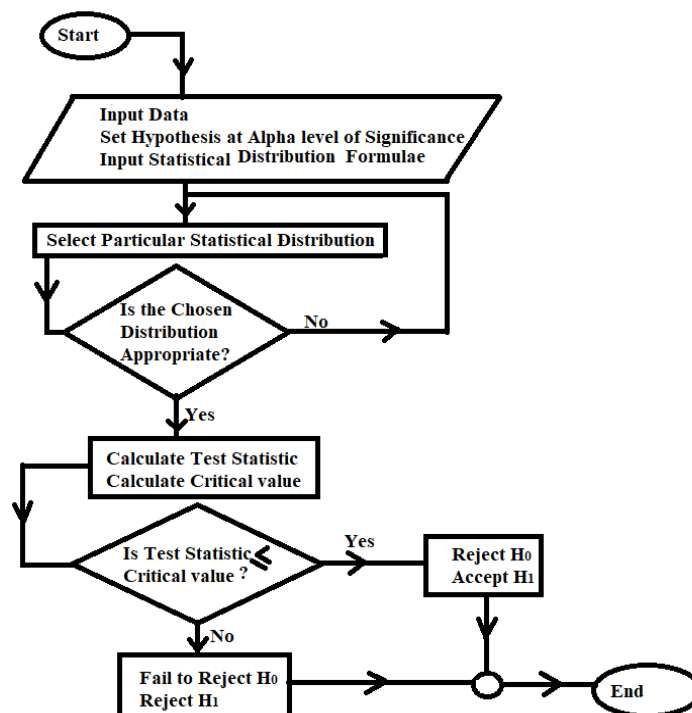 Start
Input Data
Set Hypothesis at Alpha level of Significance
Input Statistical Distribution Formulae
Select Particular Statistical Distribution
Is the Chosen
Distribution
Appropriate?
No
Yes
Calculate Test Statistic
Calculate Critical value
Is Test Statistic ≤
Critical value ?
Yes
Reject H₀
Accept H₁
No
Fail to Reject H₀
Reject H₁
End